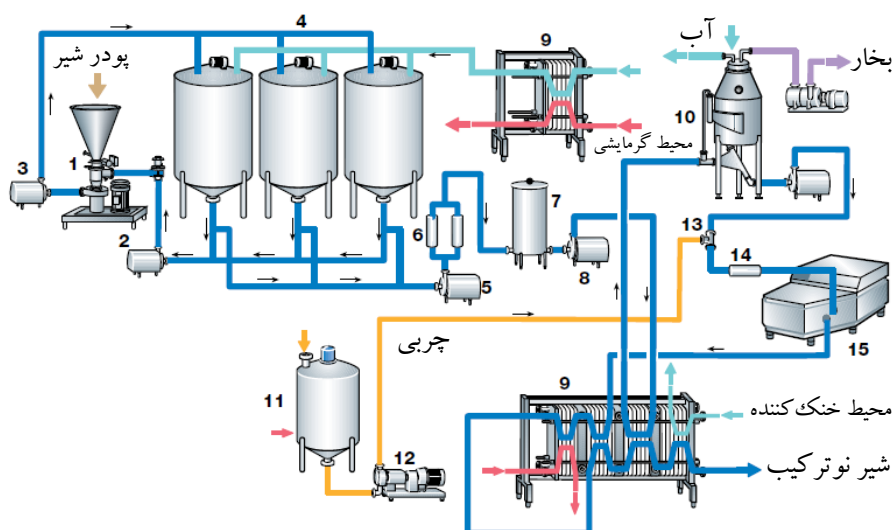 4
پودر شیر
9
آب
بخار
10
1
3
محیط گرمایشی
7
6
13
2
14
5
8
چربی
15
9
11
محیط خنک کننده
12
شیر نوترکیب